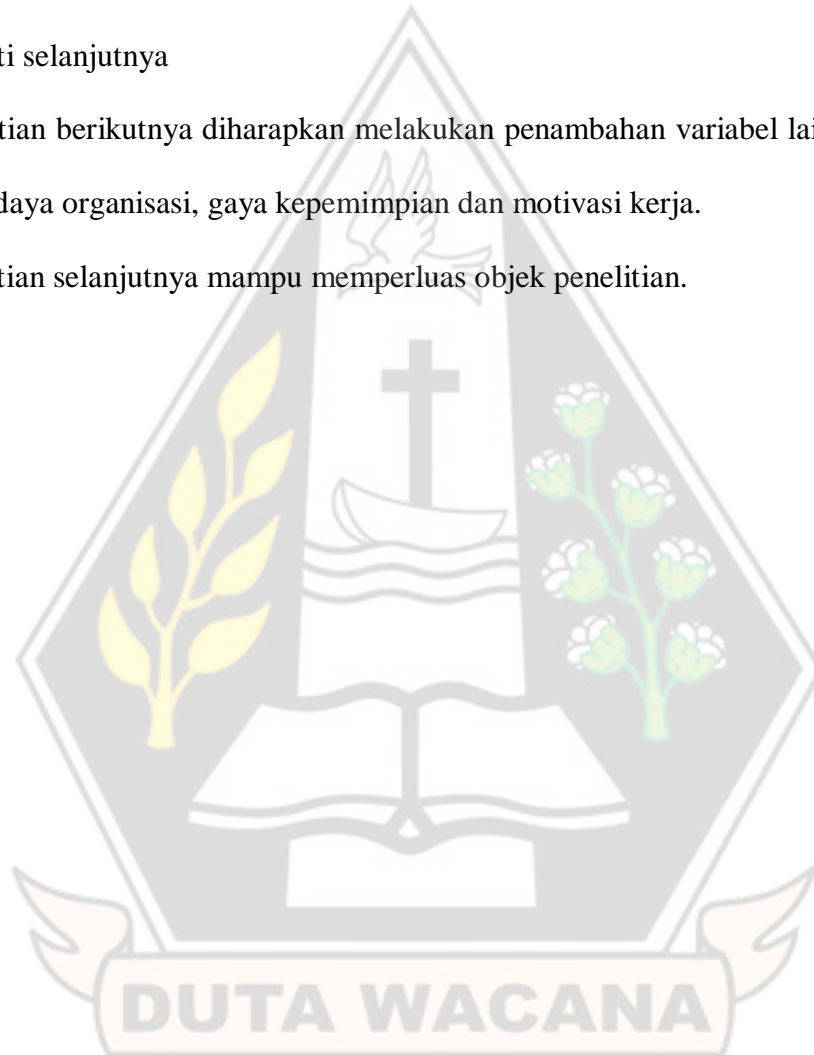 ti selanjutnya
tian berikutnya diharapkan melakukan penambahan variabel lai
daya organisasi, gaya kepemimpian dan motivasi kerja.
tian selanjutnya mampu memperluas objek penelitian.
DUTA WACANA